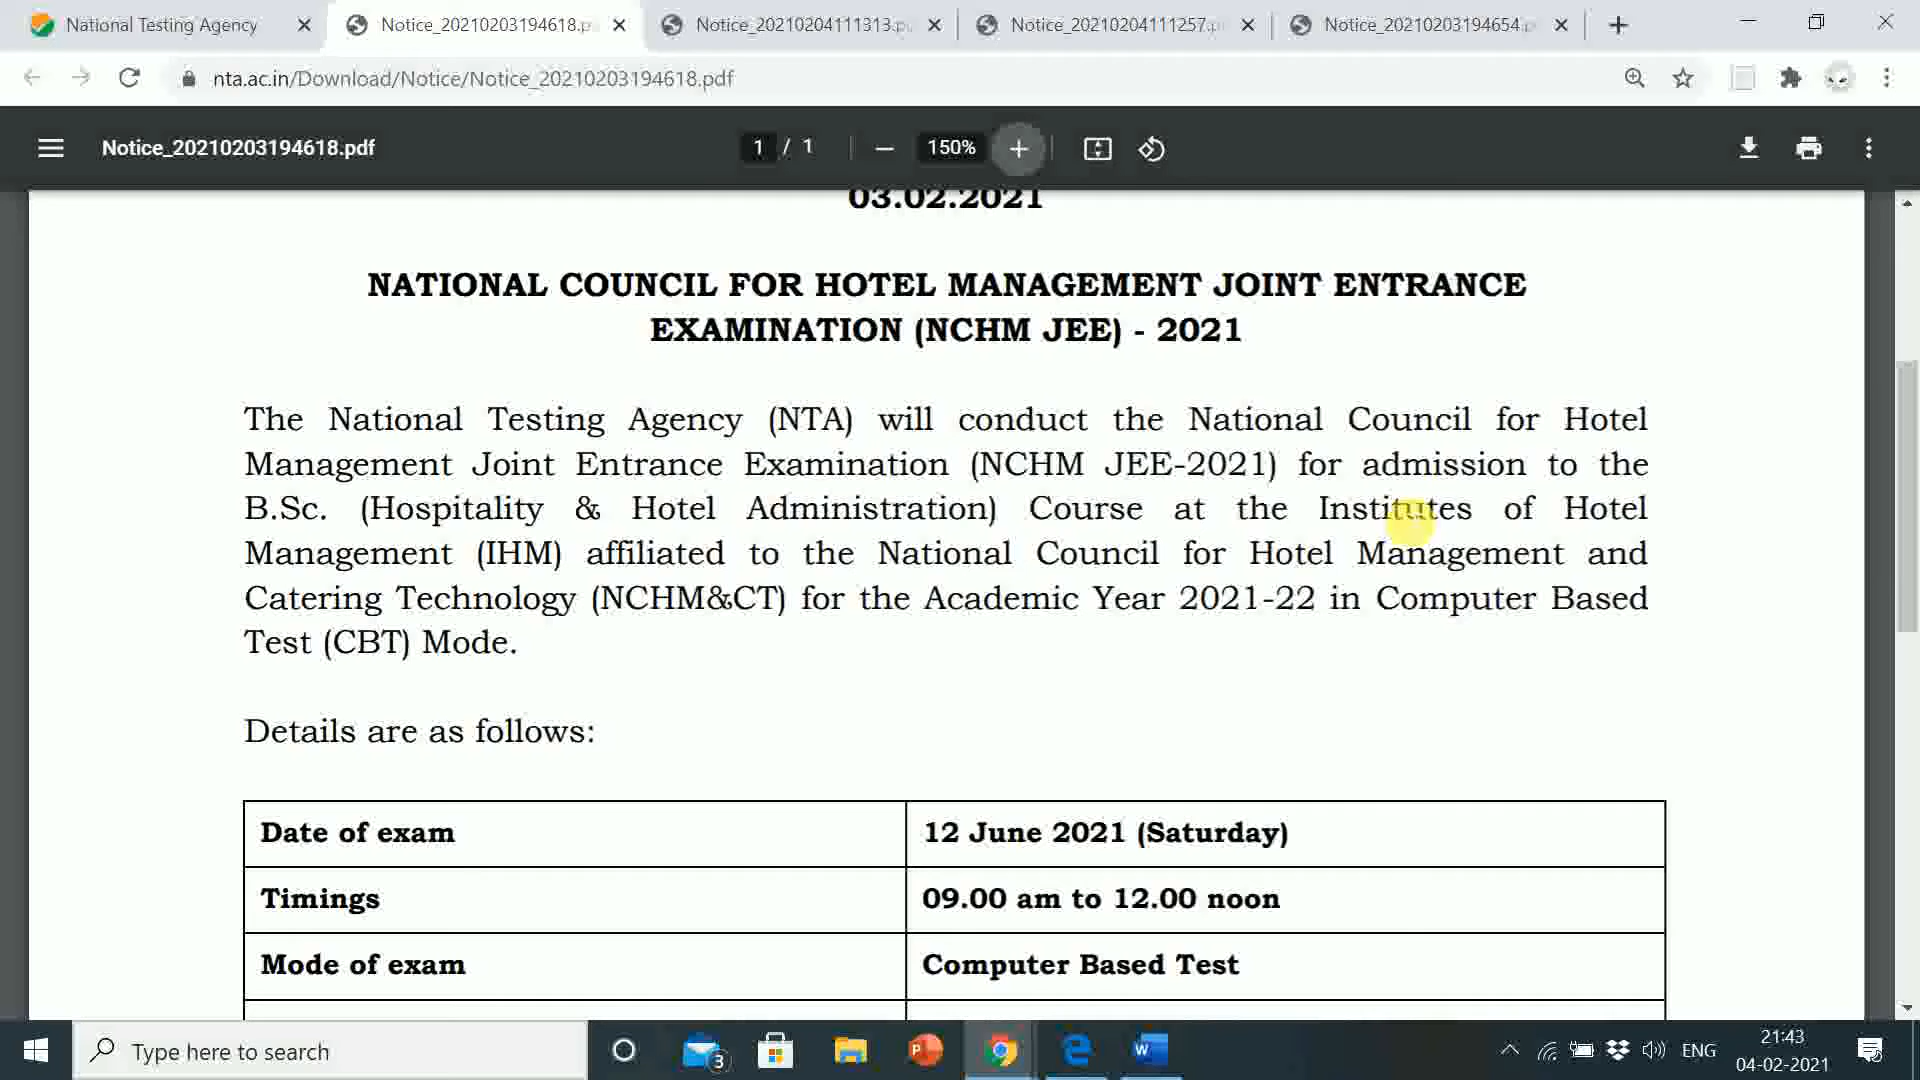 National Testing Agency
Notice_20210203194618.p
Notice_20210204111313.p
Notice_20210204111257.p
Notice_20210203194654.p
nta.ac.in/Download/Notice/Notice_20210203194618.pdf
Notice_20210203194618.pdf
1 / 1
150%
03.02.2021
NATIONAL COUNCIL FOR HOTEL MANAGEMENT JOINT ENTRANCE
EXAMINATION (NCHM JEE) - 2021
The National Testing Agency (NTA) will conduct the National Council for Hotel
Management Joint Entrance Examination (NCHM JEE-2021) for admission to the
B.Sc. (Hospitality & Hotel Administration) Course at the Institutes of Hotel
Management (IHM) affiliated to the National Council for Hotel Management and
Catering Technology (NCHM&CT) for the Academic Year 2021-22 in Computer Based
Test (CBT) Mode.
Details are as follows:
Date of exam 12 June 2021 (Saturday)
Timings 09.00 am to 12.00 noon
Mode of exam Computer Based Test
Type here to search
3
ENG
21:43
04-02-2021